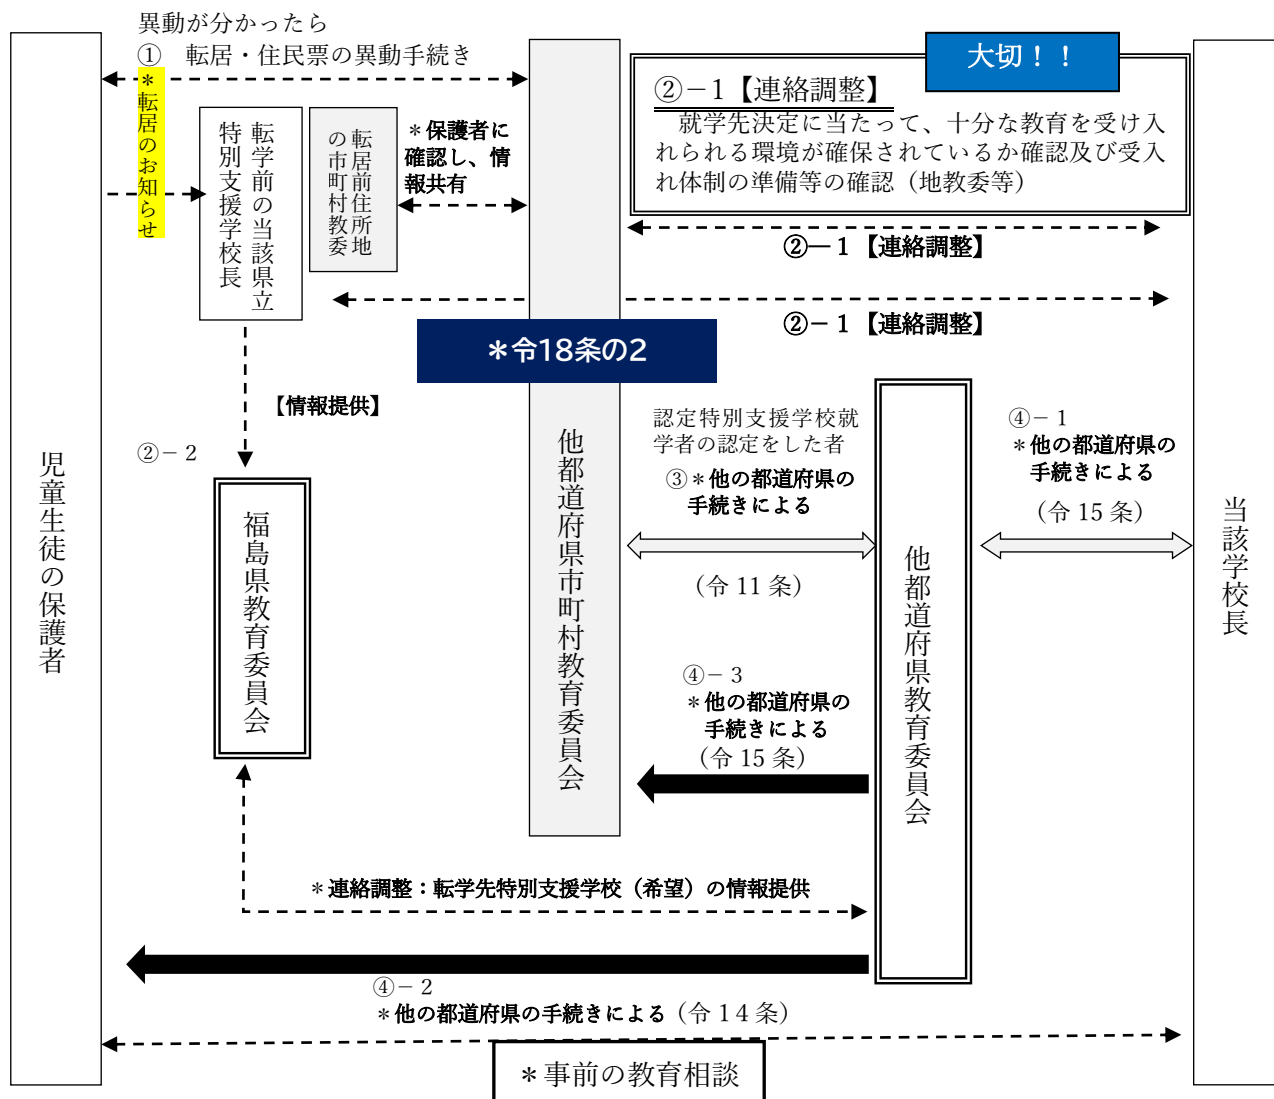 異動が分かったら
① 転居・住民票の異動手続き
＊転居のお知らせ
転学前の当該県立
特別支援学校長
転居前住所地
の市町村教委
＊保護者に
確認し、情
報共有
大切！！
②－1【連絡調整】
就学先決定に当たって、十分な教育を受け入
れられる環境が確保されているか確認及び受入
れ体制の準備等の確認（地教委等）
②－1【連絡調整】
②－1【連絡調整】
＊令18条の2
【情報提供】
②－2
児童生徒の保護者
福島県教育委員会
他都道府県市町村教育委員会
認定特別支援学校就
学者の認定をした者
③＊他の都道府県の
手続きによる
（令 11 条）
④－1
＊他の都道府県の
手続きによる
（令 15 条）
他都道府県教育委員会
当該学校長
④－3
＊他の都道府県の
手続きによる
（令 15 条）
＊連絡調整：転学先特別支援学校（希望）の情報提供
④－2
＊他の都道府県の手続きによる（令 14 条）
＊事前の教育相談